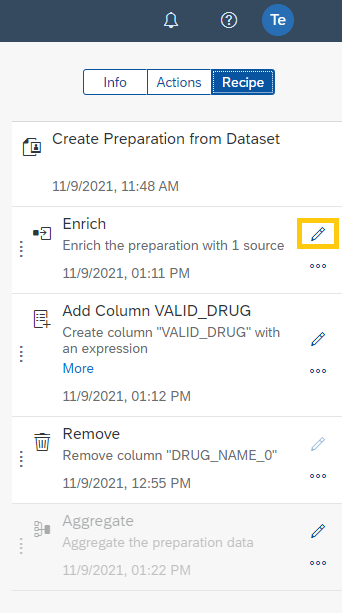 Te
Info Actions Recipe
Create Preparation from Dataset
11/9/2021, 11:48 AM
Enrich
Enrich the preparation with 1 source
11/9/2021, 01:11 PM
Add Column VALID_DRUG
Create column "VALID_DRUG" with
an expression
More
11/9/2021, 01:12 PM
Remove
Remove column "DRUG_NAME_0"
11/9/2021, 12:55 PM
Aggregate
Aggregate the preparation data
11/9/2021, 01:22 PM